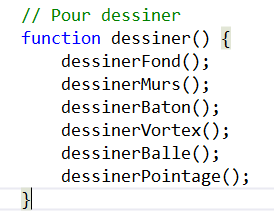 // Pour dessiner
function dessiner() {
    dessinerFond();
    dessinerMurs();
    dessinerBaton();
    dessinerVortex();
    dessinerBalle();
    dessinerPointage();
}